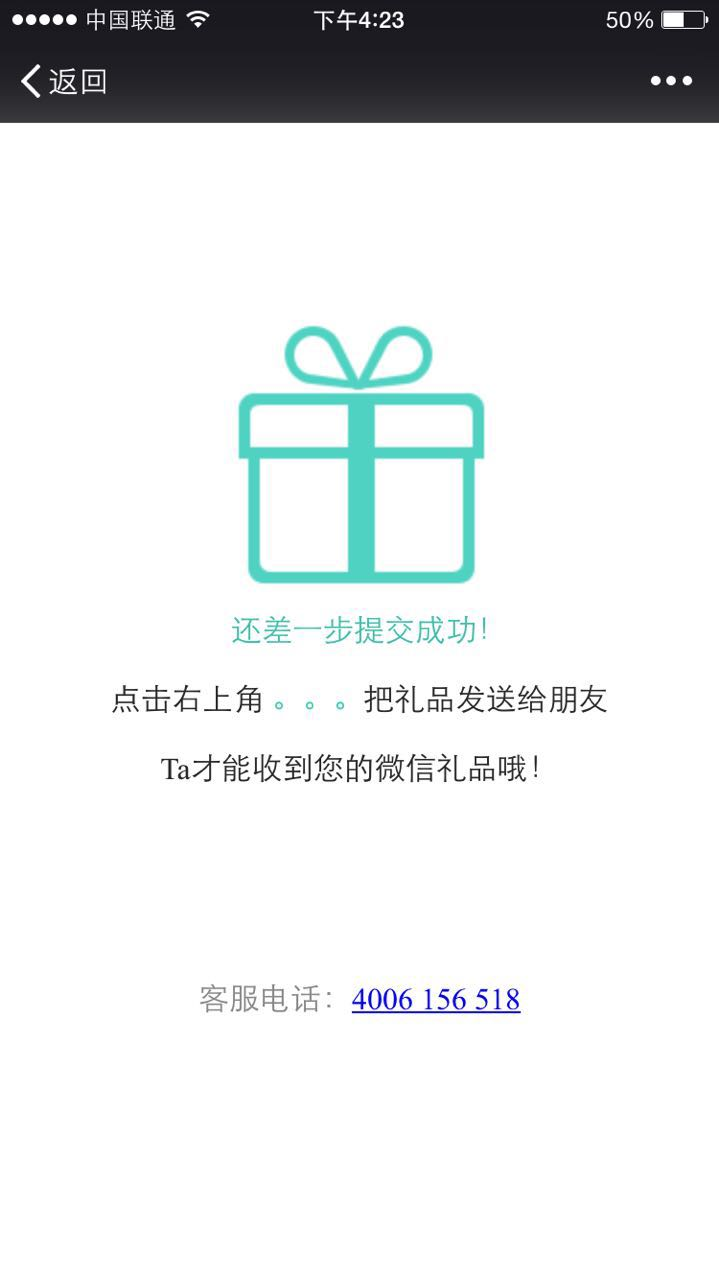 中国联通 下午4:23 50%
返回
还差一步提交成功!
点击右上角。。。把礼品发送给朋友
Ta才能收到您的微信礼品哦!
客服电话: 4006 156 518